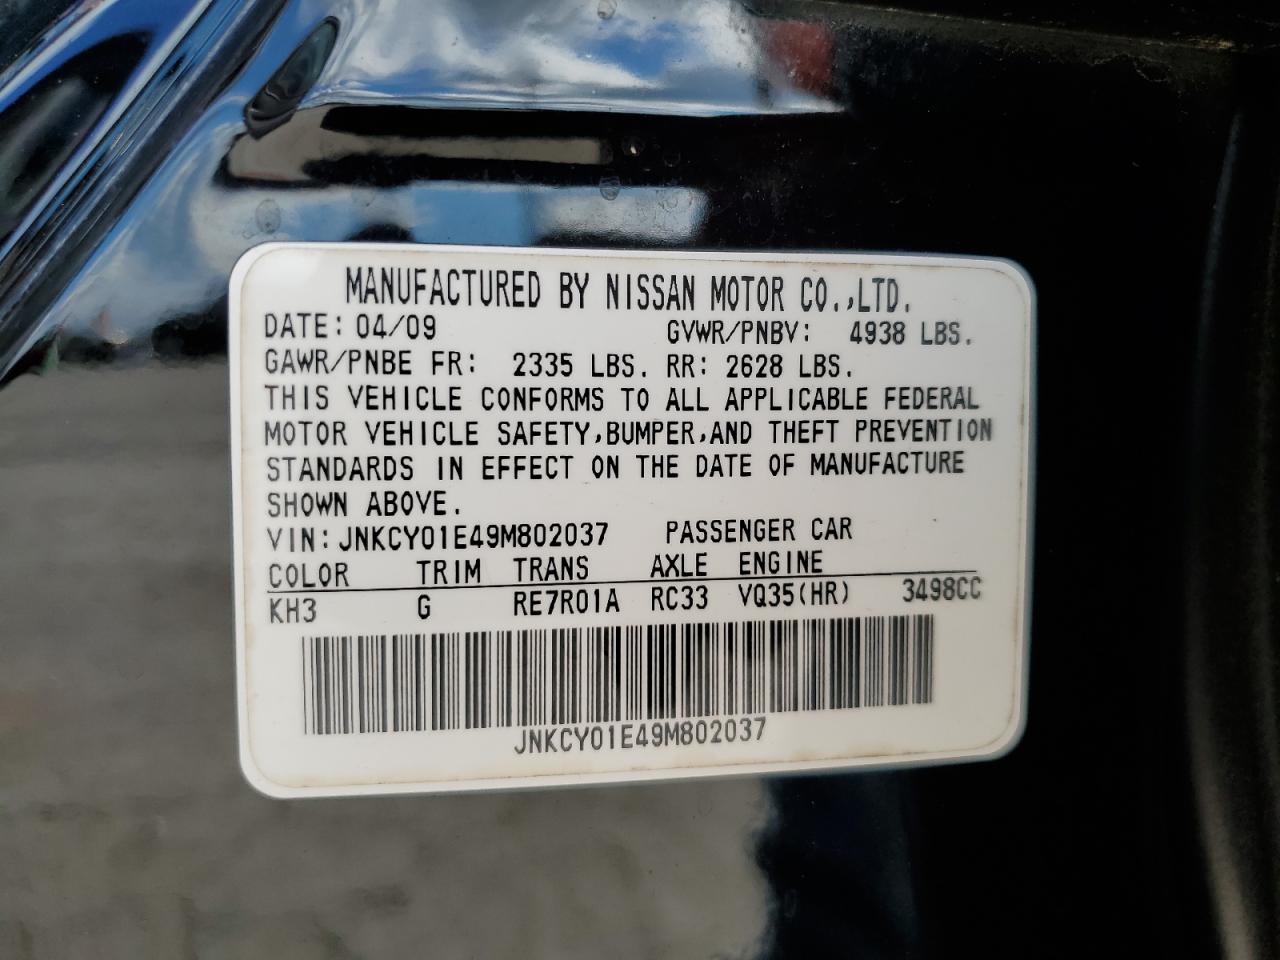 MANUFACTURED BY NISSAN MOTOR CO.,LTD.
DATE: 04/09 GVWR/PNBV: 4938 LBS.
GAWR/PNBE FR: 2335 LBS. RR: 2628 LBS.
THIS VEHICLE CONFORMS TO ALL APPLICABLE FEDERAL
MOTOR VEHICLE SAFETY,BUMPER,AND THEFT PREVENTION
STANDARDS IN EFFECT ON THE DATE OF MANUFACTURE
SHOWN ABOVE.
VIN:JNKCY01E49M802037 PASSENGER CAR
COLOR TRIM TRANS AXLE ENGINE
KH3 G RE7R01A RC33 VQ35(HR) 3498CC
JNKCY01E49M802037